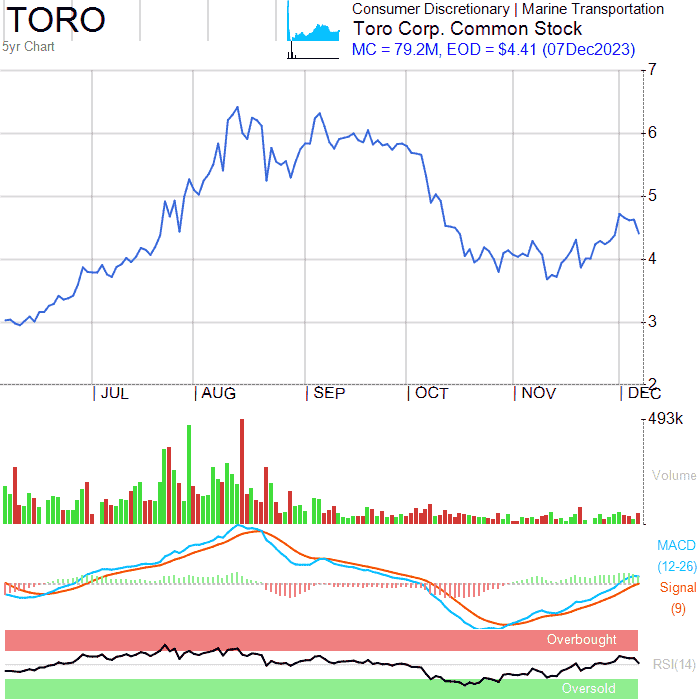 TORO
5yr Chart
Consumer Discretionary | Marine Transportation
Toro Corp. Common Stock
MC = 79.2M, EOD = $4.41 (07Dec2023)
7
6
5
4
3
2
JUL AUG SEP OCT NOV DEC
493k
Volume
MACD
(12-26)
Signal
(9)
Overbought
RSI(14)
Oversold